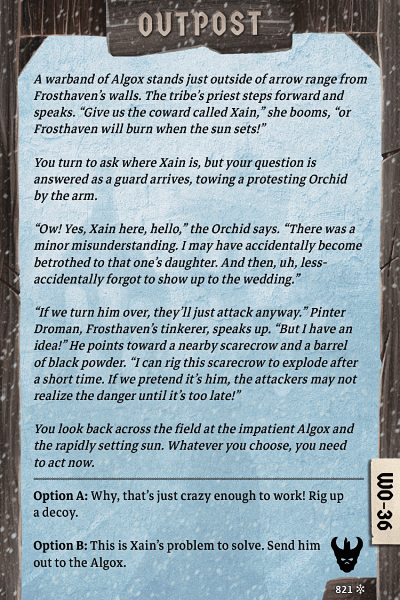 OUTPOST
A warband of Algox stands just outside of arrow range from
Frosthaven’s walls. The tribe’s priest steps forward and
speaks. “Give us the coward called Xain,” she booms, “or
Frosthaven will burn when the sun sets!”
You turn to ask where Xain is, but your question is
answered as a guard arrives, towing a protesting Orchid
by the arm.
“Ow! Yes, Xain here, hello,” the Orchid says. “There was a
minor misunderstanding. I may have accidentally become
betrothed to that one’s daughter. And then, uh, less-
accidentally forgot to show up to the wedding.”
“If we turn him over, they’ll just attack anyway.” Pinter
Droman, Frosthaven’s tinkerer, speaks up. “But I have an
idea!” He points toward a nearby scarecrow and a barrel
of black powder. “I can rig this scarecrow to explode after
a short time. If we pretend it’s him, the attackers may not
realize the danger until it’s too late!”
You look back across the field at the impatient Algox and
the rapidly setting sun. Whatever you choose, you need
to act now.
Option A: Why, that’s just crazy enough to work! Rig up
a decoy.
Option B: This is Xain’s problem to solve. Send him
out to the Algox.
WO-36
821